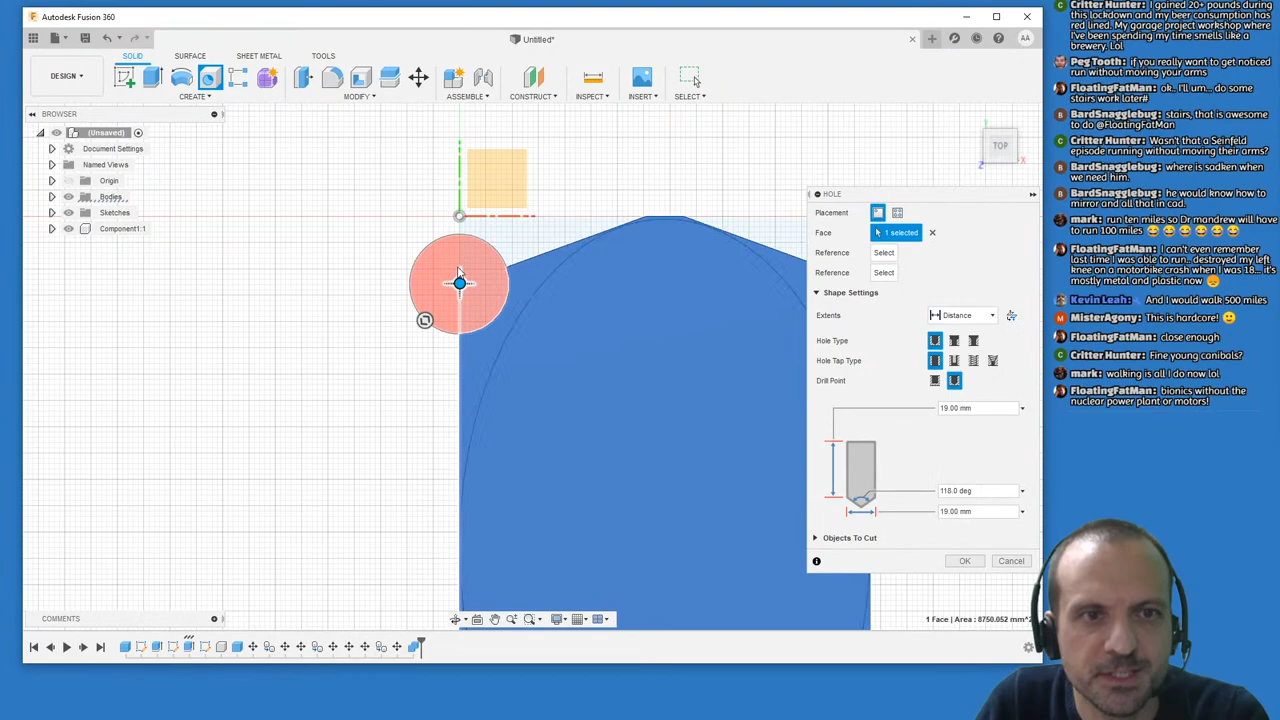 Autodesk Fusion 360
Untitled*
AA
DESIGN
SOLID
SURFACE
SHEET METAL
TOOLS
CREATE
MODIFY
ASSEMBLE
CONSTRUCT
INSPECT
INSERT
SELECT
BROWSER
(Unsaved)
Document Settings
Named Views
Origin
Bodies
Sketches
Component1:1
TOP
X
Z
HOLE
Placement
Face
1 selected
Reference
Select
Reference
Select
Shape Settings
Extents
Distance
Hole Type
Hole Tap Type
Drill Point
19.00 mm
118.0 deg
19.00 mm
Objects To Cut
OK
Cancel
COMMENTS
1 Face | Area : 8750.052 mm^2
Critter Hunter: I gained 20+ pounds during
this lockdown and my beer consumption has
red lined. My garage project workshop where
I've been spending my time smells like a
brewery. Lol
Peg Tooth: if you really want to get noticed
run without moving your arms
FloatingFatMan: ok.. I'll um... do some
stairs work later#
BardSnagglebug: stairs, that is awesome
to do @FloatingFatMan
Critter Hunter: Wasn't that a Seinfeld
episode running without moving their arms?
BardSnagglebug: where is sadken when
we need him.
BardSnagglebug: he would know how to
mirror and all that in cad.
mark: run ten miles so Dr mandrew will have
to run 100 miles 😄😄😄😄😄😄
FloatingFatMan: I can't even remember
last time I was able to run.. destroyed my left
knee on a motorbike crash when I was 18... it's
mostly metal and plastic now 😞
Kevin Leah: And I would walk 500 miles
MisterAgony: This is hardcore! 🙂
FloatingFatMan: close enough
Critter Hunter: Fine young canibals?
mark: walking is all I do now lol
FloatingFatMan: bionics without the
nuclear power plant or motors!